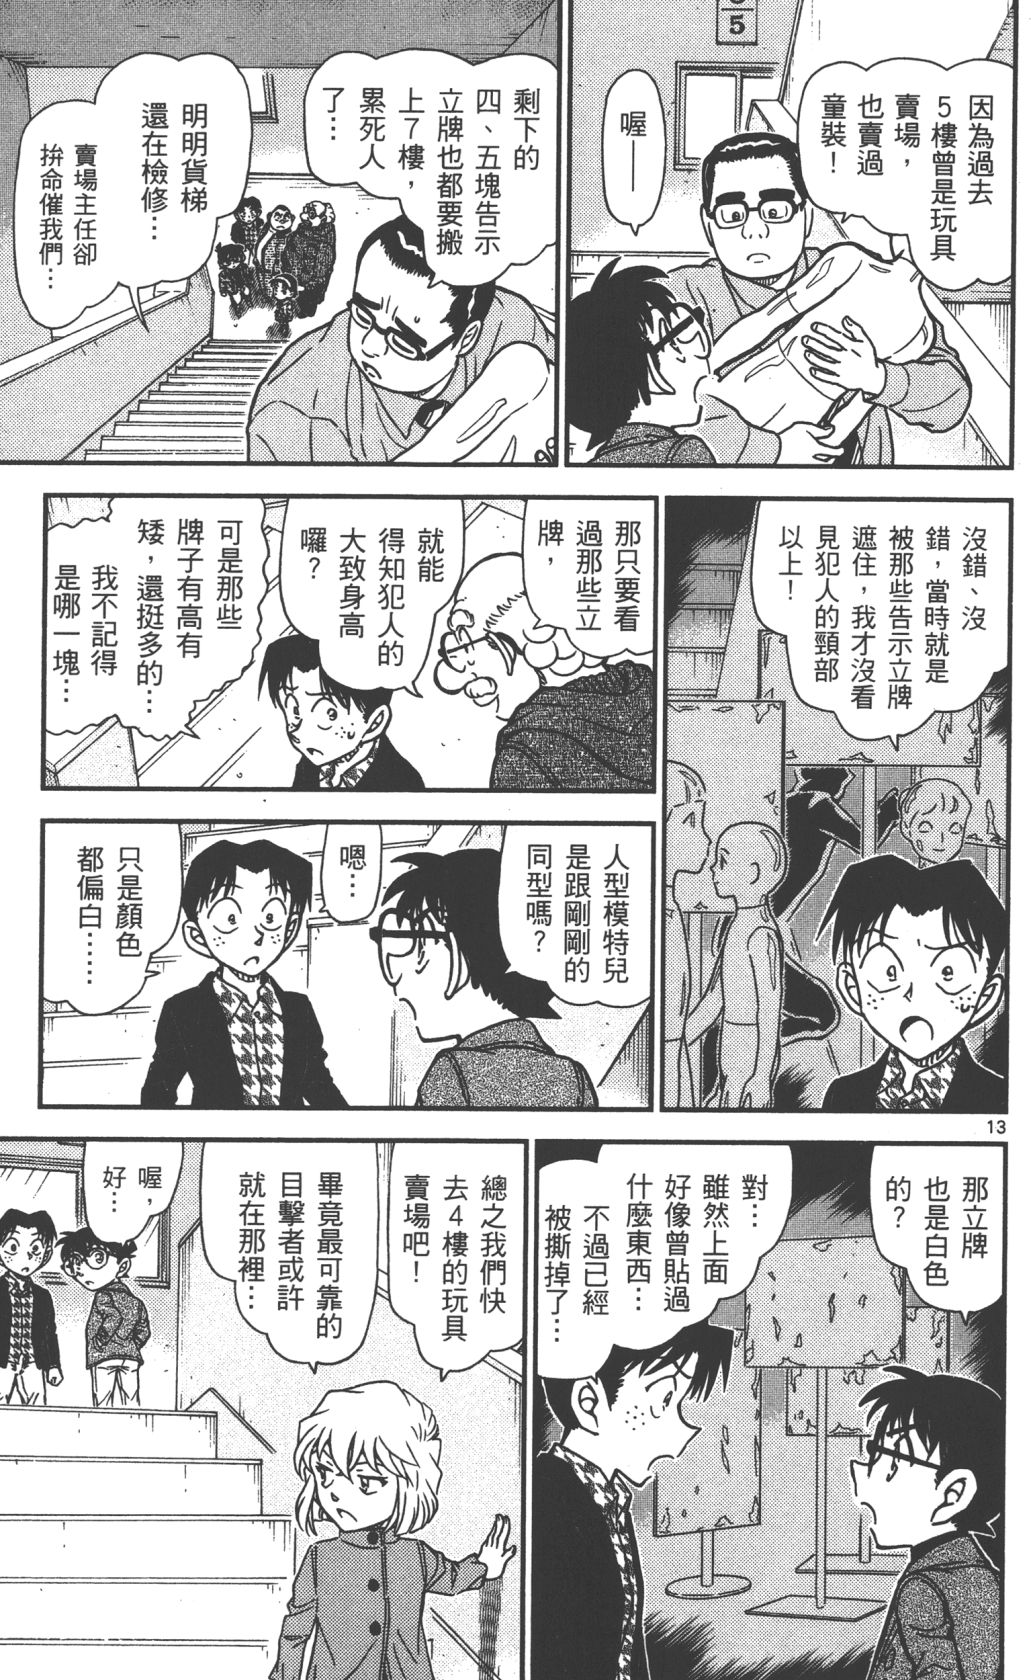 因為過去
5樓曾是玩具
賣場，
也賣過
童裝！
喔——
5
剩下的
四、五塊告示
立牌也都要搬
上7樓，
累死人
了…
明明貨梯
還在檢修…
賣場主任卻
拚命催我們…
沒錯、沒
錯，當時就是
被那些告示立牌
遮住，我才沒看
見犯人的頸部
以上！
那只要看
過那些立
牌，
就能
得知犯人的
大致身高
囉？
可是那些
牌子有高有
矮，還挺多的…
我不記得
是哪一塊…
人型模特兒
是跟剛剛的
同型嗎？
嗯…
只是顏色
都偏白……
13
那立牌
也是白色
的？
對…
雖然上面
好像曾貼過
什麼東西…
不過已經
被撕掉了…
總之我們快
去4樓的玩具
賣場吧！
畢竟最可靠的
目擊者或許
就在那裡…
喔，
好…